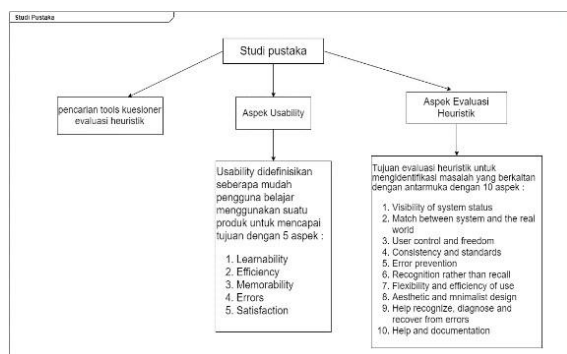 Studi Pustaka
Studi pustaka
pencarian tools kuesioner
evaluasi heuristik
Aspek Usability
Aspek Evaluasi
Heuristik
Usability didefinisikan
seberapa mudah
pengguna belajar
menggunakan suatu
produk untuk mencapai
tujuan dengan 5 aspek :
1. Learnability
2. Efficiency
3. Memorability
4. Errors
5. Satisfaction
Tujuan evaluasi heuristik untuk
mengidentifikasi masalah yang berkaltan
dengan antarmuka dengan 10 aspek :
1. Visibility of system status
2. Match between system and the real
world
3. User control and freedom
4. Consistency and standards
5. Error prevention
6. Recognition rather than recall
7. Flexibility and efficiency of use
8. Aesthetic and mnimalist design
9. Help recognize, diagnose and
recover from errors
10. Help and documentation